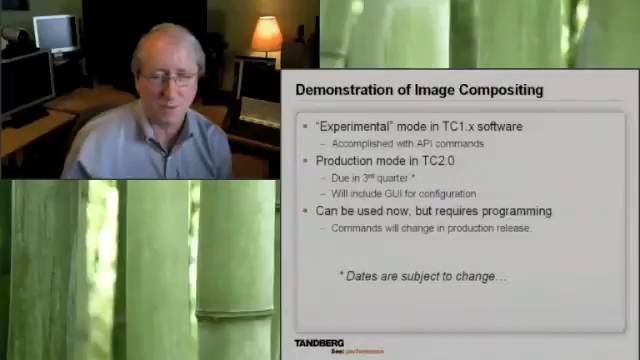 Demonstration of Image Compositing
"Experimental" mode in TC1.x software
Accomplished with API commands
Production mode in TC2.0
Due in 3rd quarter *
Will include GUI for configuration
Can be used now, but requires programming
Commands will change in production release.
* Dates are subject to change…
TANDBERG
See: performance